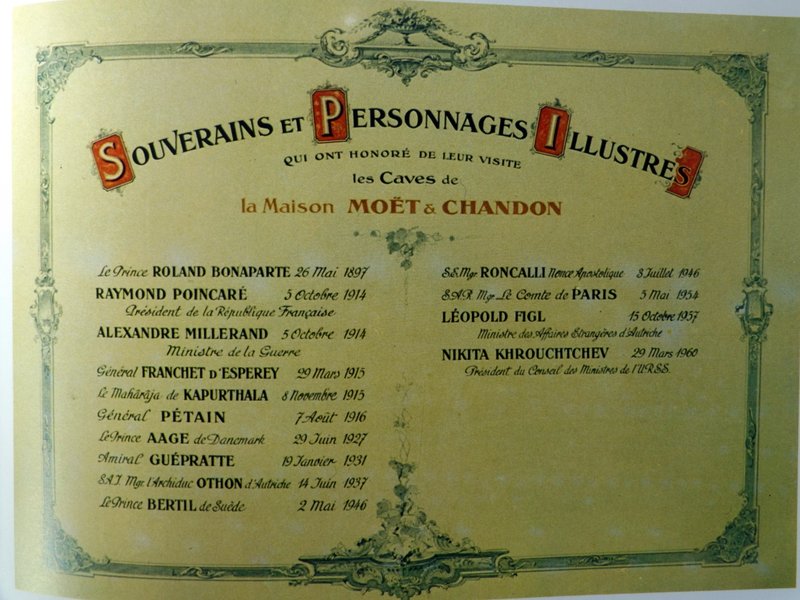 SOUVERAINS ET PERSONNAGES ILLUSTRES
QUI ONT HONORÉ DE LEUR VISITE
les Caves de
la Maison MOËT & CHANDON
Le Prince ROLAND BONAPARTE 26 Mai 1897
RAYMOND POINCARÉ 5 Octobre 1914
Président de la République Française
ALEXANDRE MILLERAND 5 Octobre 1914
Ministre de la Guerre
Général FRANCHET D'ESPEREY 29 Mars 1915
Le Mahârâja de KAPURTHALA 8 Novembre 1915
Général PÉTAIN 7 Août 1916
Le Prince AAGE de Danemark 29 Juin 1927
Amiral GUÉPRATTE 19 Janvier 1931
S.A.I. Mgr. l'Archiduc OTHON d'Autriche 14 Juin 1937
Le Prince BERTIL de Suède 2 Mai 1946
S.E. Mgr RONCALLI Nonce Apostolique 8 Juillet 1946
S.A.R. Mgr. Le Comte de PARIS 5 Mai 1954
LÉOPOLD FIGL 15 Octobre 1957
Ministre des Affaires Étrangères d'Autriche
NIKITA KHROUCHTCHEV 29 Mars 1960
Président du Conseil des Ministres de l'U.R.S.S.